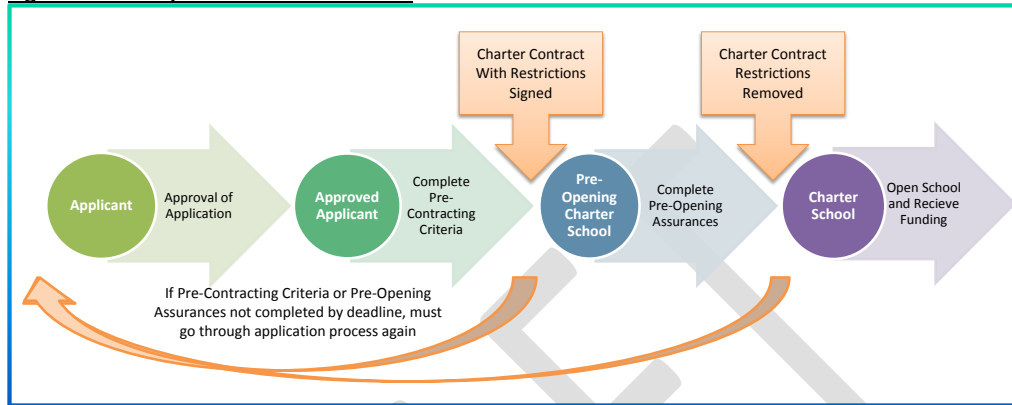 Charter Contract
With Restrictions
Signed
Charter Contract
Restrictions
Removed
Applicant
Approval of
Application
Approved
Applicant
Complete
Pre-
Contracting
Criteria
Pre-
Opening
Charter
School
Complete
Pre-Opening
Assurances
Charter
School
Open School
and Recieve
Funding
If Pre-Contracting Criteria or Pre-Opening
Assurances not completed by deadline, must
go through application process again